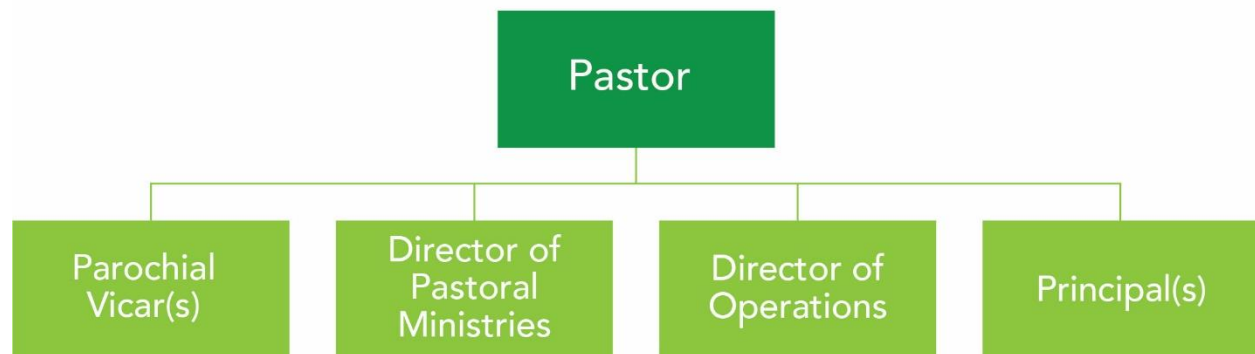 Pastor
Parochial
Vicar(s)
Director of
Pastoral
Ministries
Director of
Operations
Principal(s)